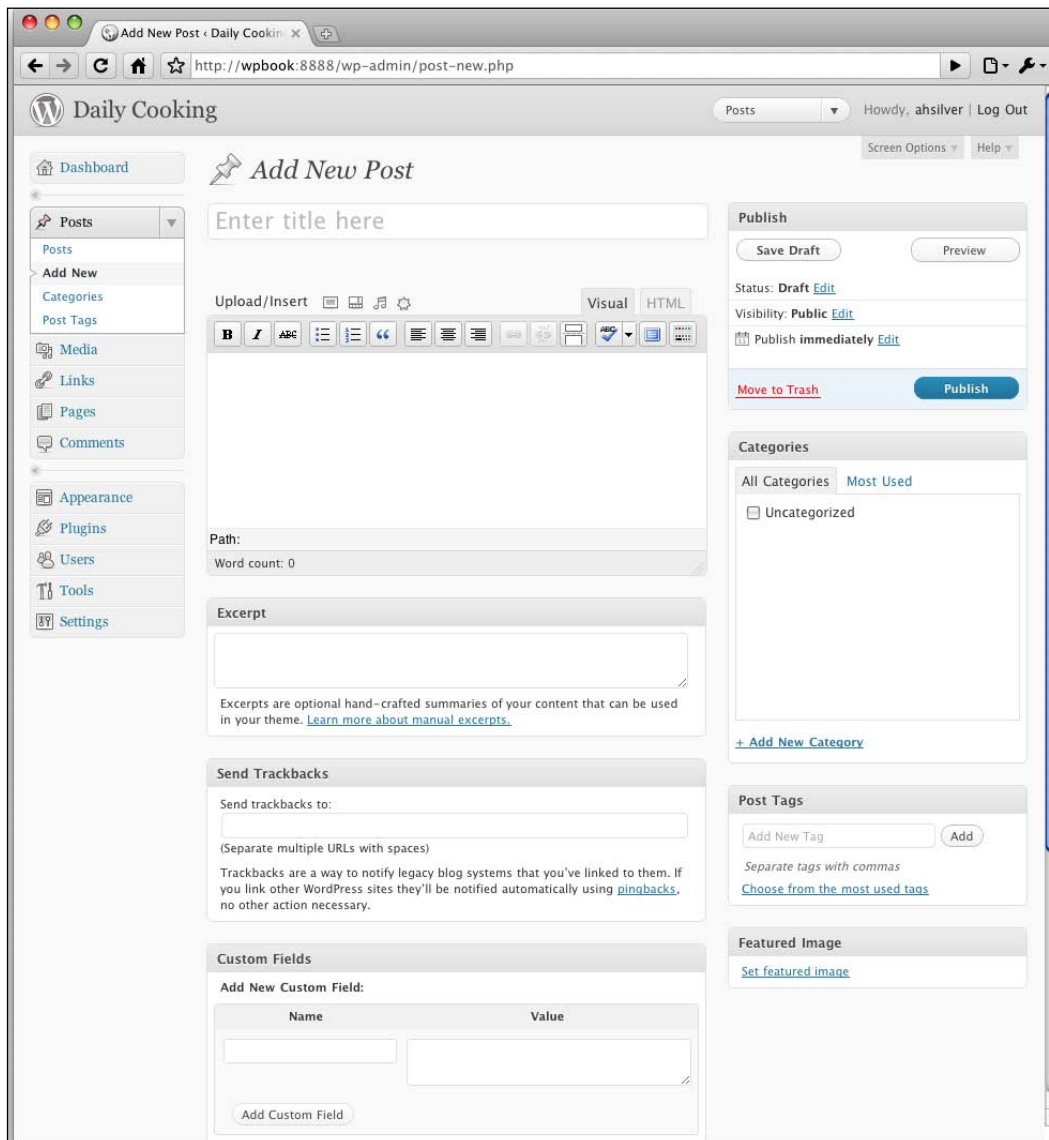 Add New Post ‹ Daily Cookin
http://wpbook:8888/wp-admin/post-new.php
Daily Cooking
Posts
Howdy, ahsilver | Log Out
Screen Options
Help
Dashboard
Posts
Posts
Add New
Categories
Post Tags
Media
Links
Pages
Comments
Appearance
Plugins
Users
Tools
Settings
Add New Post
Enter title here
Upload/Insert
Visual
HTML
B I ABC ABC
Path:
Word count: 0
Excerpt
Excerpts are optional hand-crafted summaries of your content that can be used
in your theme. Learn more about manual excerpts.
Send Trackbacks
Send trackbacks to:
(Separate multiple URLs with spaces)
Trackbacks are a way to notify legacy blog systems that you've linked to them. If
you link other WordPress sites they'll be notified automatically using pingbacks,
no other action necessary.
Custom Fields
Add New Custom Field:
Name Value
Add Custom Field
Publish
Save Draft
Preview
Status: Draft Edit
Visibility: Public Edit
Publish immediately Edit
Move to Trash
Publish
Categories
All Categories
Most Used
Uncategorized
+ Add New Category
Post Tags
Add New Tag
Add
Separate tags with commas
Choose from the most used tags
Featured Image
Set featured image